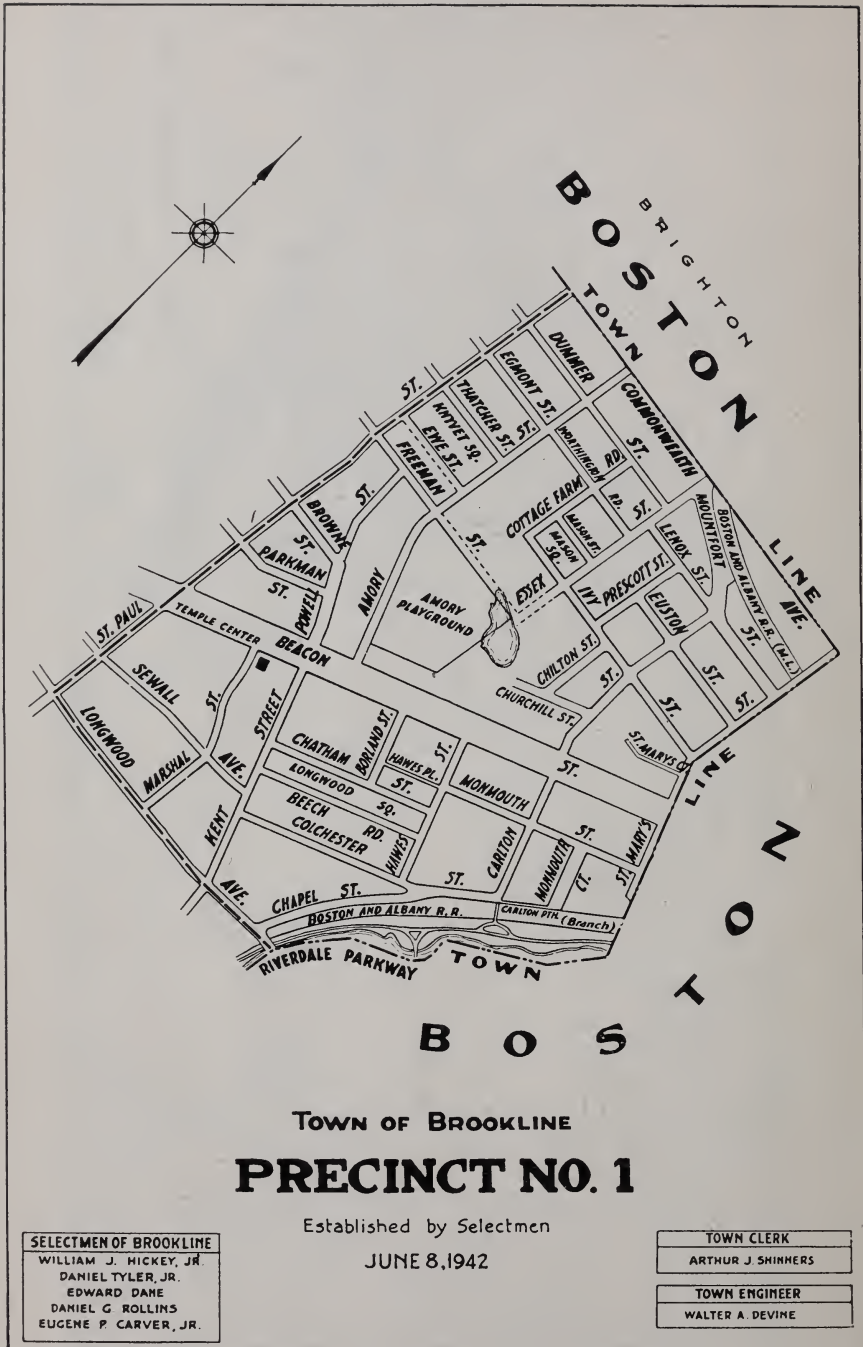 BRIGHTON
BOSTON
TOWN
ST.
DUMMER
EGMONT ST.
THATCHER ST.
ST.
KNYVET SQ.
EWE ST.
FREEMAN
COMMONWEALTH
ST.
WORTHINGTON
RD.
RD.
ST.
COTTAGE FARM
MASON ST.
MASON
SQ.
ST.
BROWNE
ST.
ST.
PARKMAN
ST.
POWELL
AMORY
AMORY
PLAYGROUND
ESSEX
IVY
PRESCOTT ST.
LENOX
ST.
MOUNTFORT
BOSTON AND ALBANY R.R. (M.L.)
ST.
LINE
AVE.
EUSTON
ST.
ST.
ST.
CHILTON ST.
ST.
CHURCHILL ST.
ST. MARYS CT.
LINE
ST. PAUL
TEMPLE CENTER
BEACON
ST.
SEWALL
ST.
STREET
AVE.
LONGWOOD
MARSHAL
KENT
AVE.
CHATHAM
BORLAND ST.
HAWES PL.
ST.
ST.
LONGWOOD
SQ.
BEECH
RD.
COLCHESTER
HAWES
ST.
MONMOUTH
ST.
CARLTON
MONMOUTH
CT.
ST. MARY'S
CHAPEL ST.
BOSTON AND ALBANY R.R.
CARLTON PTH.
(Branch)
RIVERDALE PARKWAY
TOWN
BOSTON
TOWN OF BROOKLINE
PRECINCT NO. 1
Established by Selectmen
JUNE 8, 1942
SELECTMEN OF BROOKLINE
WILLIAM J. HICKEY, JR.
DANIEL TYLER, JR.
EDWARD DANE
DANIEL G. ROLLINS
EUGENE P. CARVER, JR.
TOWN CLERK
ARTHUR J. SHINNERS
TOWN ENGINEER
WALTER A. DEVINE